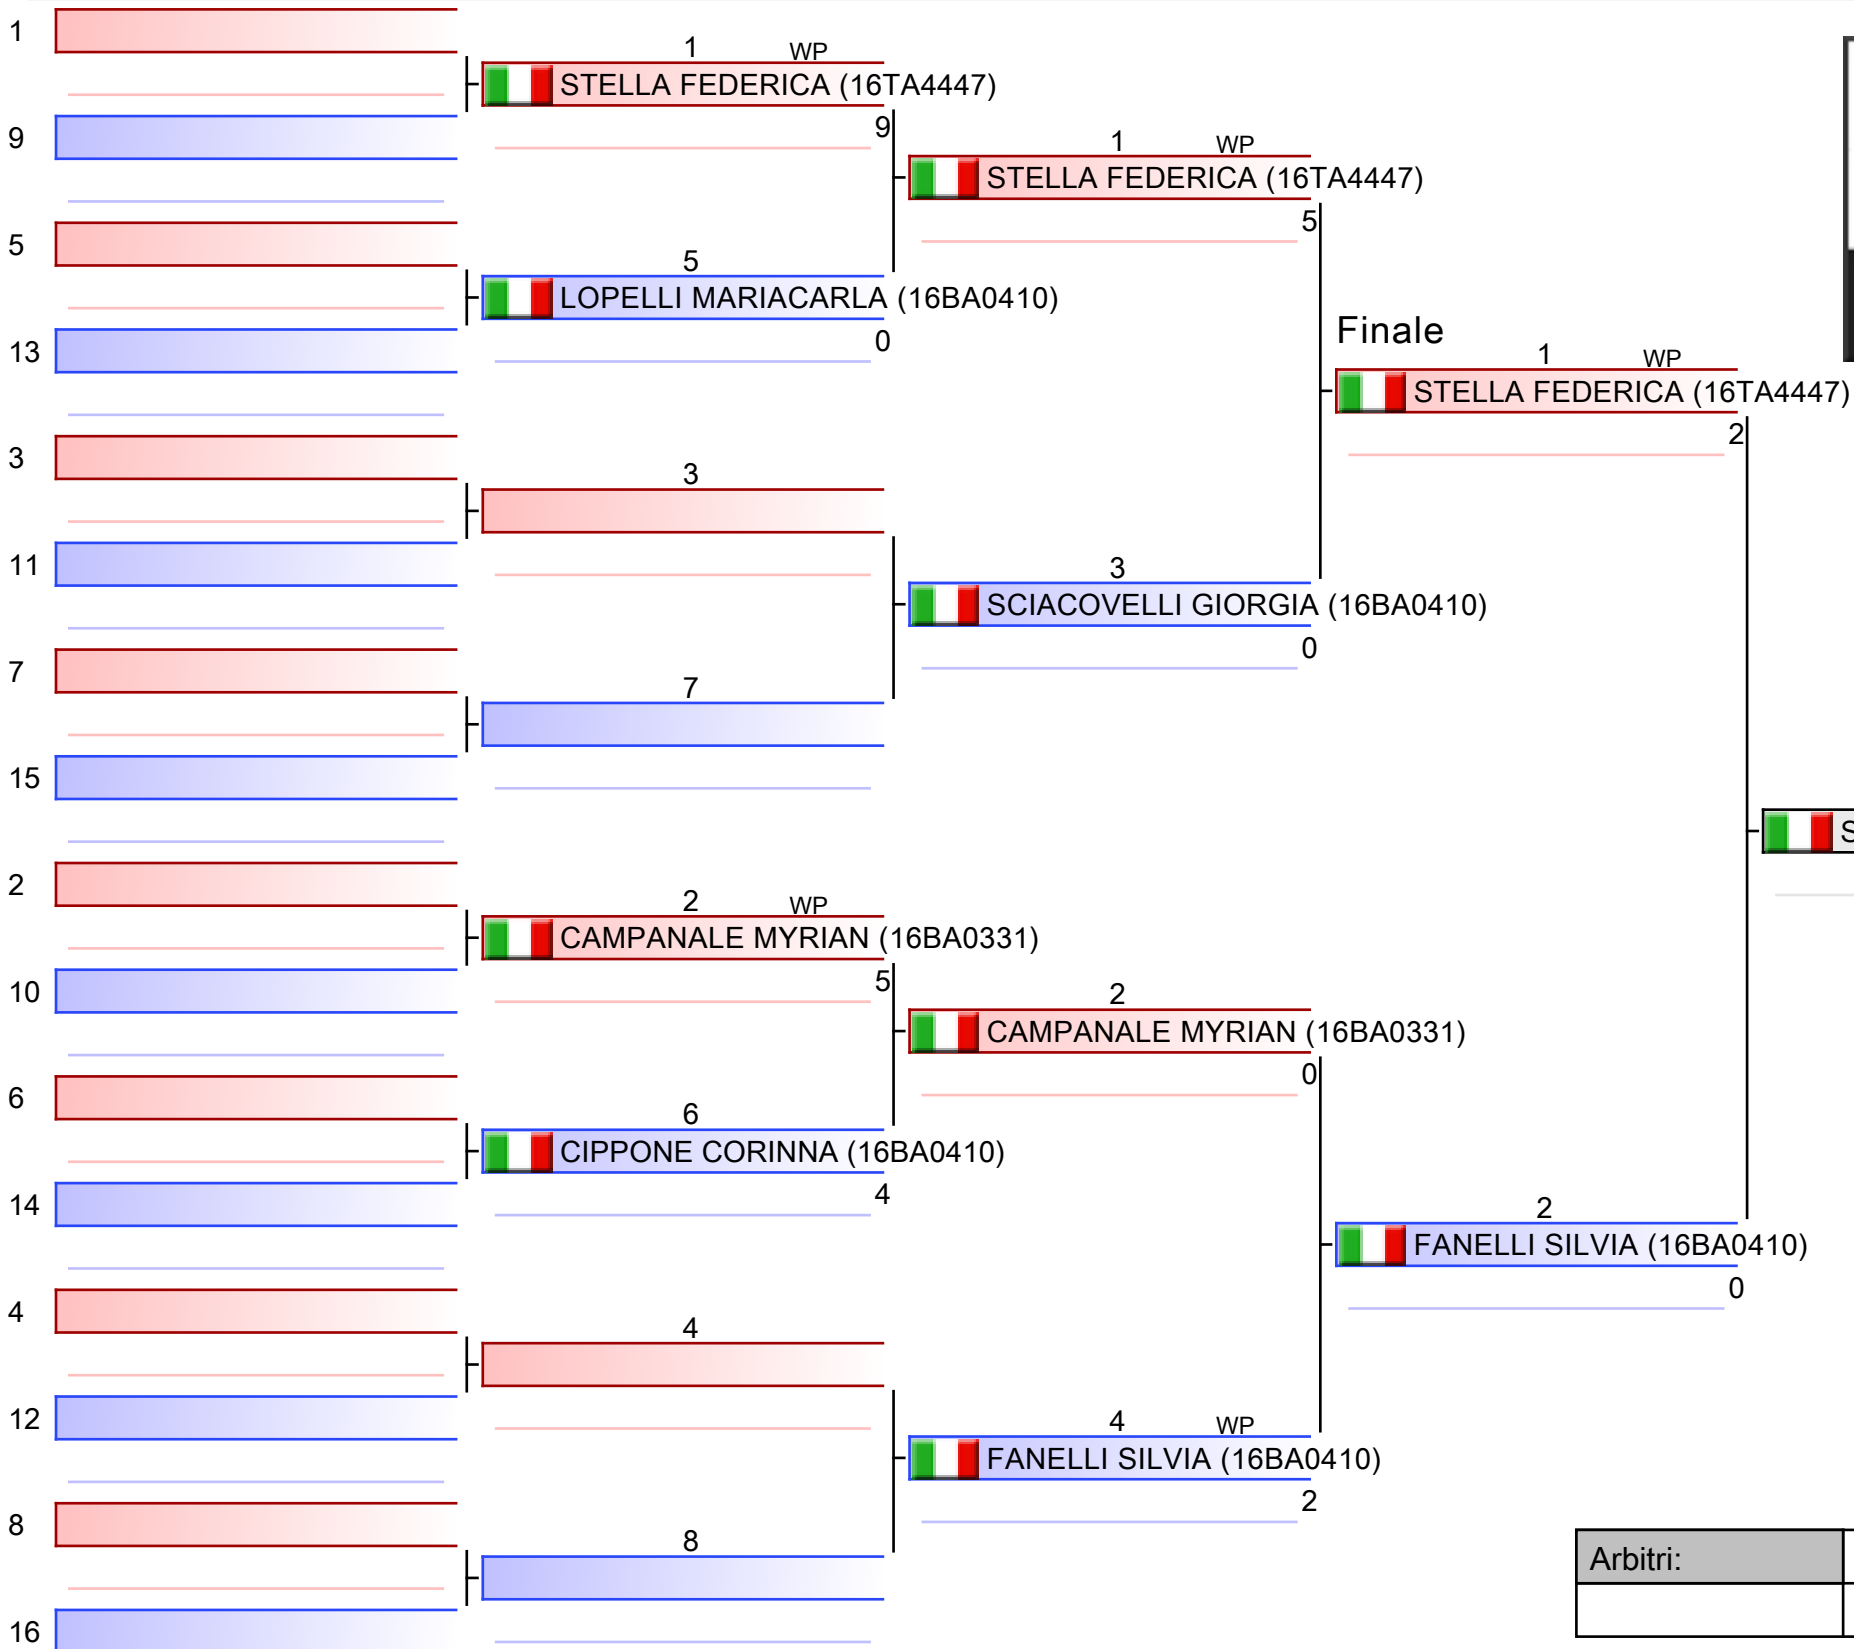 1
9
5
13
3
11
7
15
2
10
6
14
4
12
8
16
1 WP
STELLA FEDERICA (16TA4447)
9
5
LOPELLI MARIACARLA (16BA0410)
0
3
7
2 WP
CAMPANALE MYRIAN (16BA0331)
5
6
CIPPONE CORINNA (16BA0410)
4
4
8
1 WP
STELLA FEDERICA (16TA4447)
5
3
SCIACOVELLI GIORGIA (16BA0410)
0
2
CAMPANALE MYRIAN (16BA0331)
0
4 WP
FANELLI SILVIA (16BA0410)
2
Finale
1 WP
STELLA FEDERICA (16TA4447)
2
2
FANELLI SILVIA (16BA0410)
0
Arbitri: